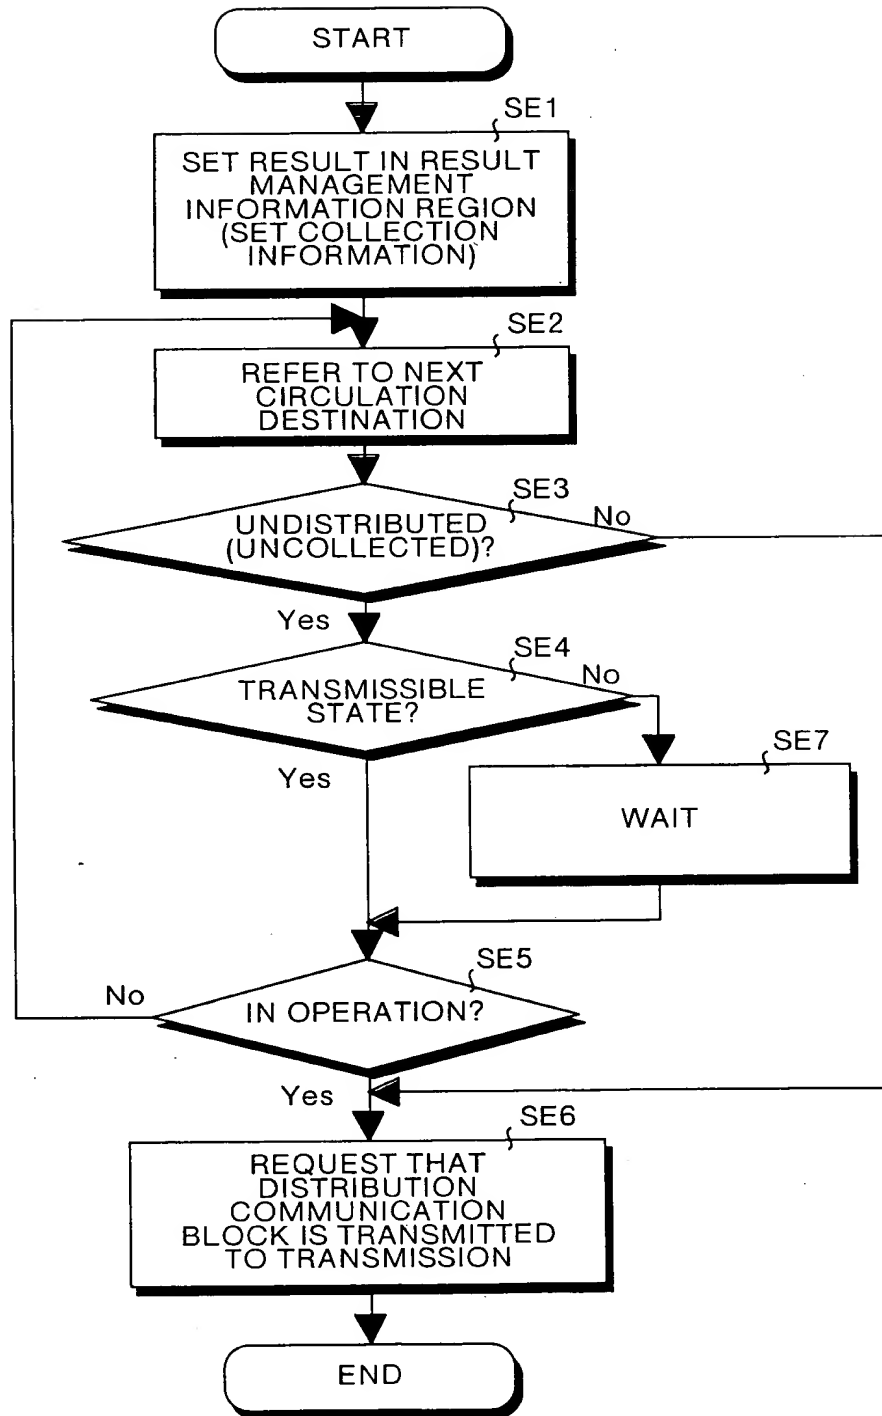 START
SE1
SET RESULT IN RESULT
MANAGEMENT
INFORMATION REGION
(SET COLLECTION
INFORMATION)
SE2
REFER TO NEXT
CIRCULATION
DESTINATION
SE3
No
UNDISTRIBUTED
(UNCOLLECTED)?
Yes
SE4
No
TRANSMISSIBLE
STATE?
Yes
SE7
WAIT
SE5
No
IN OPERATION?
Yes
SE6
REQUEST THAT
DISTRIBUTION
COMMUNICATION
BLOCK IS TRANSMITTED
TO TRANSMISSION
END